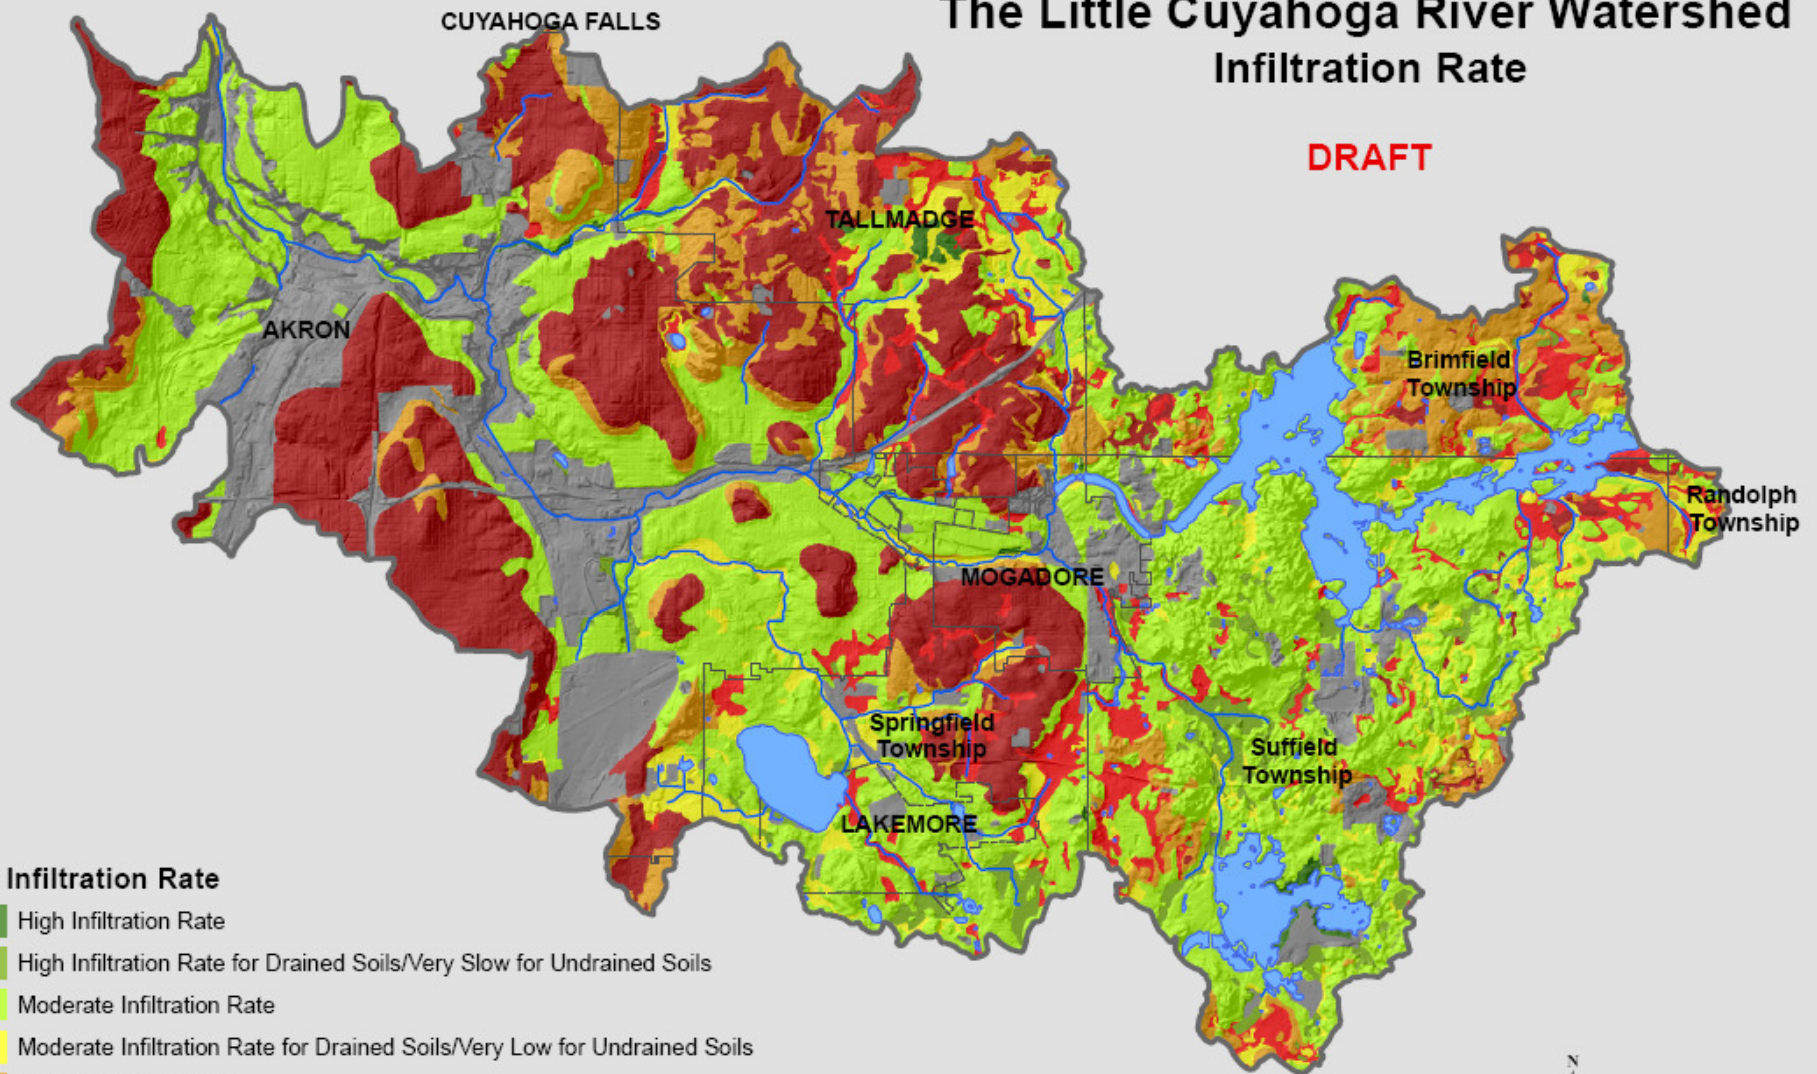 The Little Cuyahoga River Watershed
Infiltration Rate
DRAFT
CUYAHOGA FALLS
TALLMADGE
AKRON
Brimfield
Township
Randolph
Township
MOGADORE
Springfield
Township
Suffield
Township
LAKEMORE
Infiltration Rate
High Infiltration Rate
High Infiltration Rate for Drained Soils/Very Slow for Undrained Soils
Moderate Infiltration Rate
Moderate Infiltration Rate for Drained Soils/Very Low for Undrained Soils
N